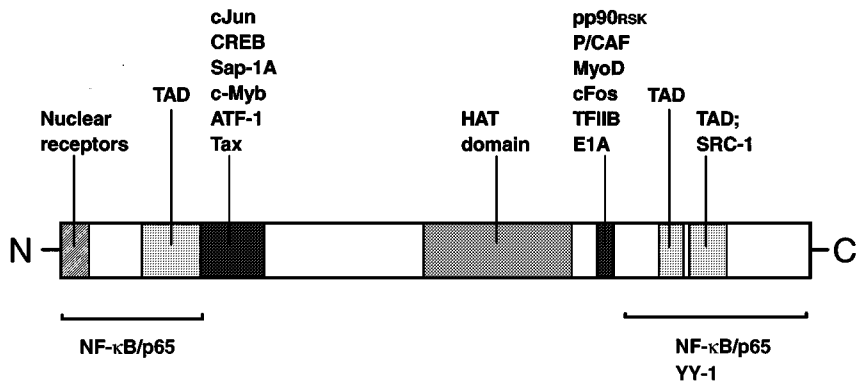 cJun
CREB
Sap-1A
c-Myb
ATF-1
Tax
pp90RSK
P/CAF
MyoD
cFos
TFIIB
E1A
Nuclear
receptors
TAD
HAT
domain
TAD
TAD;
SRC-1
N
C
NF-κB/p65
NF-κB/p65
YY-1